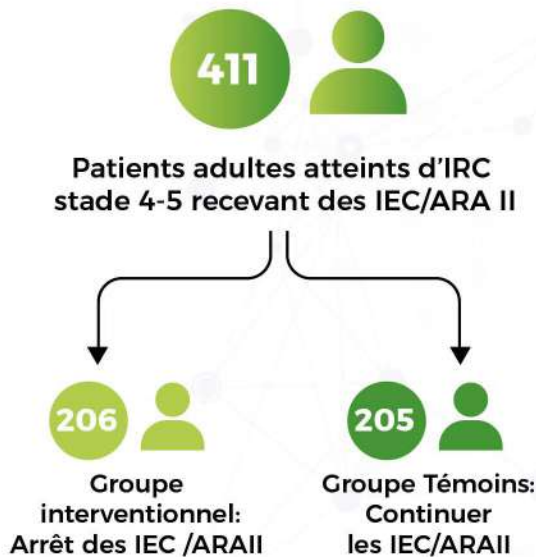 411
Patients adultes atteints d'IRC
stade 4-5 recevant des IEC/ARA II
206
Groupe
interventionnel:
Arrêt des IEC /ARAII
205
Groupe Témoins:
Continuer
les IEC/ARAII